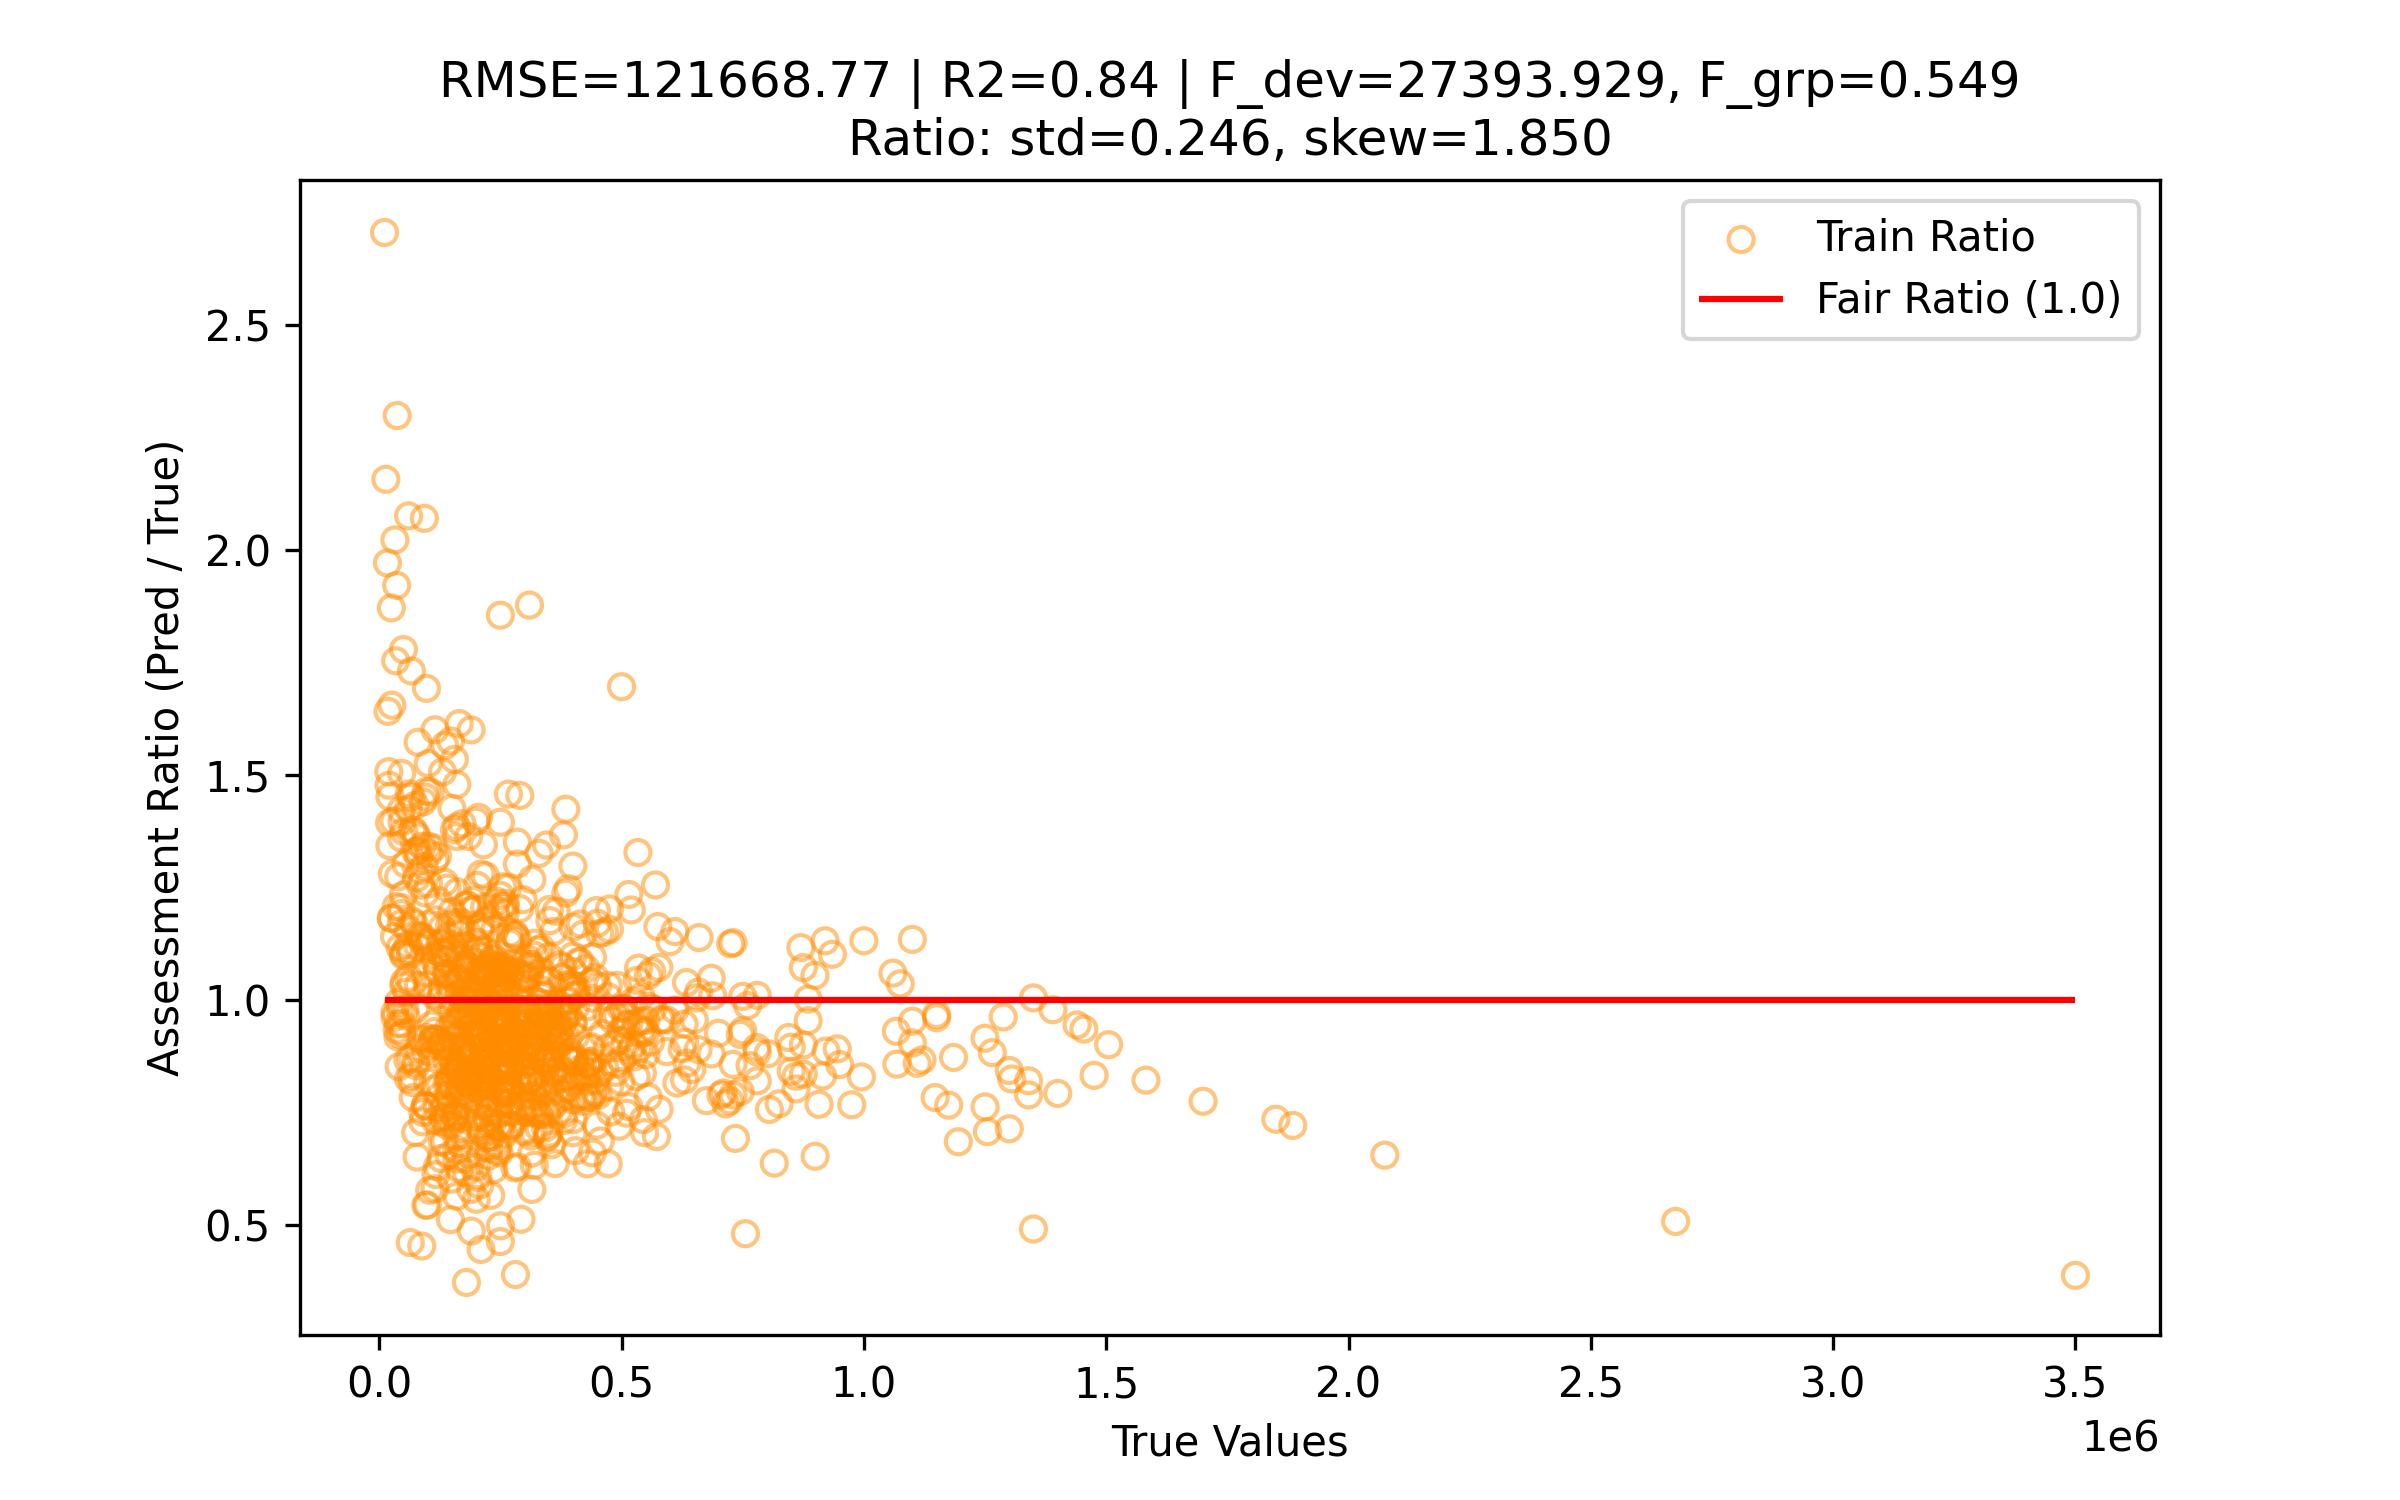 RMSE=121668.77 | R2=0.84 | F_dev=27393.929, F_grp=0.549
Ratio: std=0.246, skew=1.850
Train Ratio
Fair Ratio (1.0)
Assessment Ratio (Pred / True)
2.5
2.0
1.5
1.0
0.5
0.0 0.5 1.0 1.5 2.0 2.5 3.0 3.5
1e6
True Values